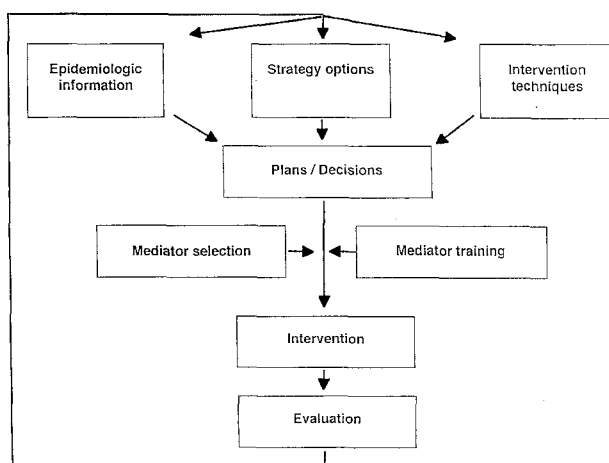 Epidemiologic
information
Strategy options
Intervention
techniques
Plans / Decisions
Mediator selection
Mediator training
Intervention
Evaluation